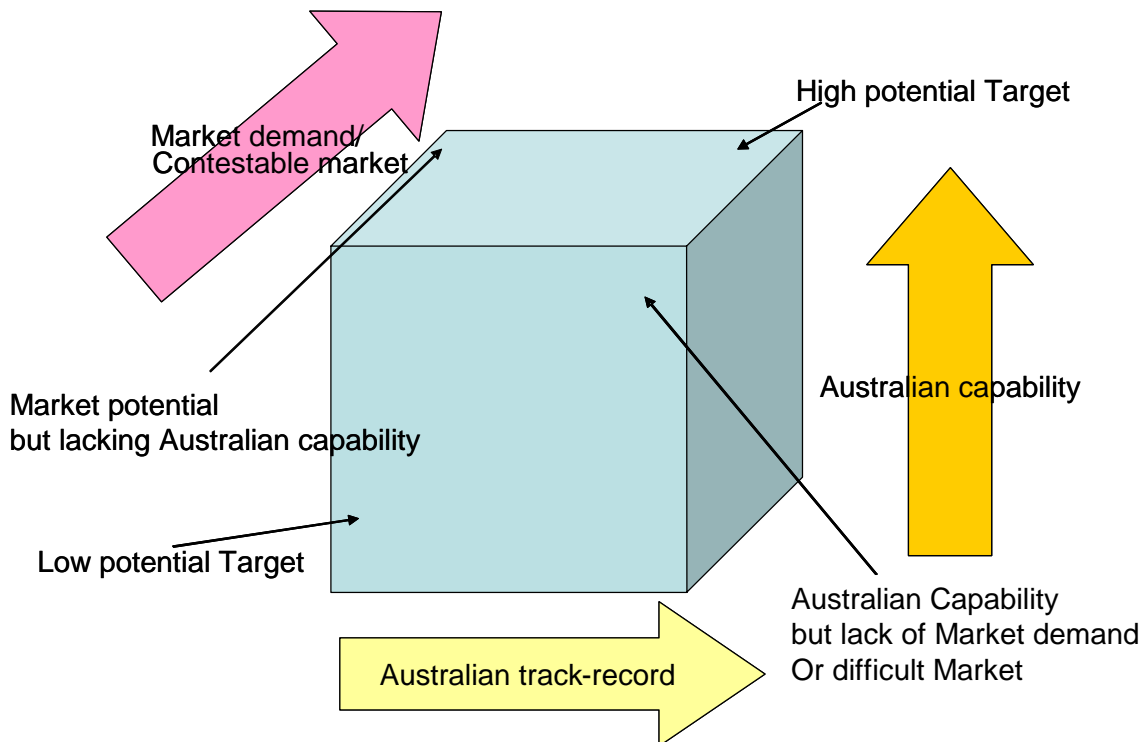 High potential Target
Market demand/
Contestable market
Australian capability
Market potential
but lacking Australian capability
Low potential Target
Australian Capability
but lack of Market demand
Or difficult Market
Australian track-record